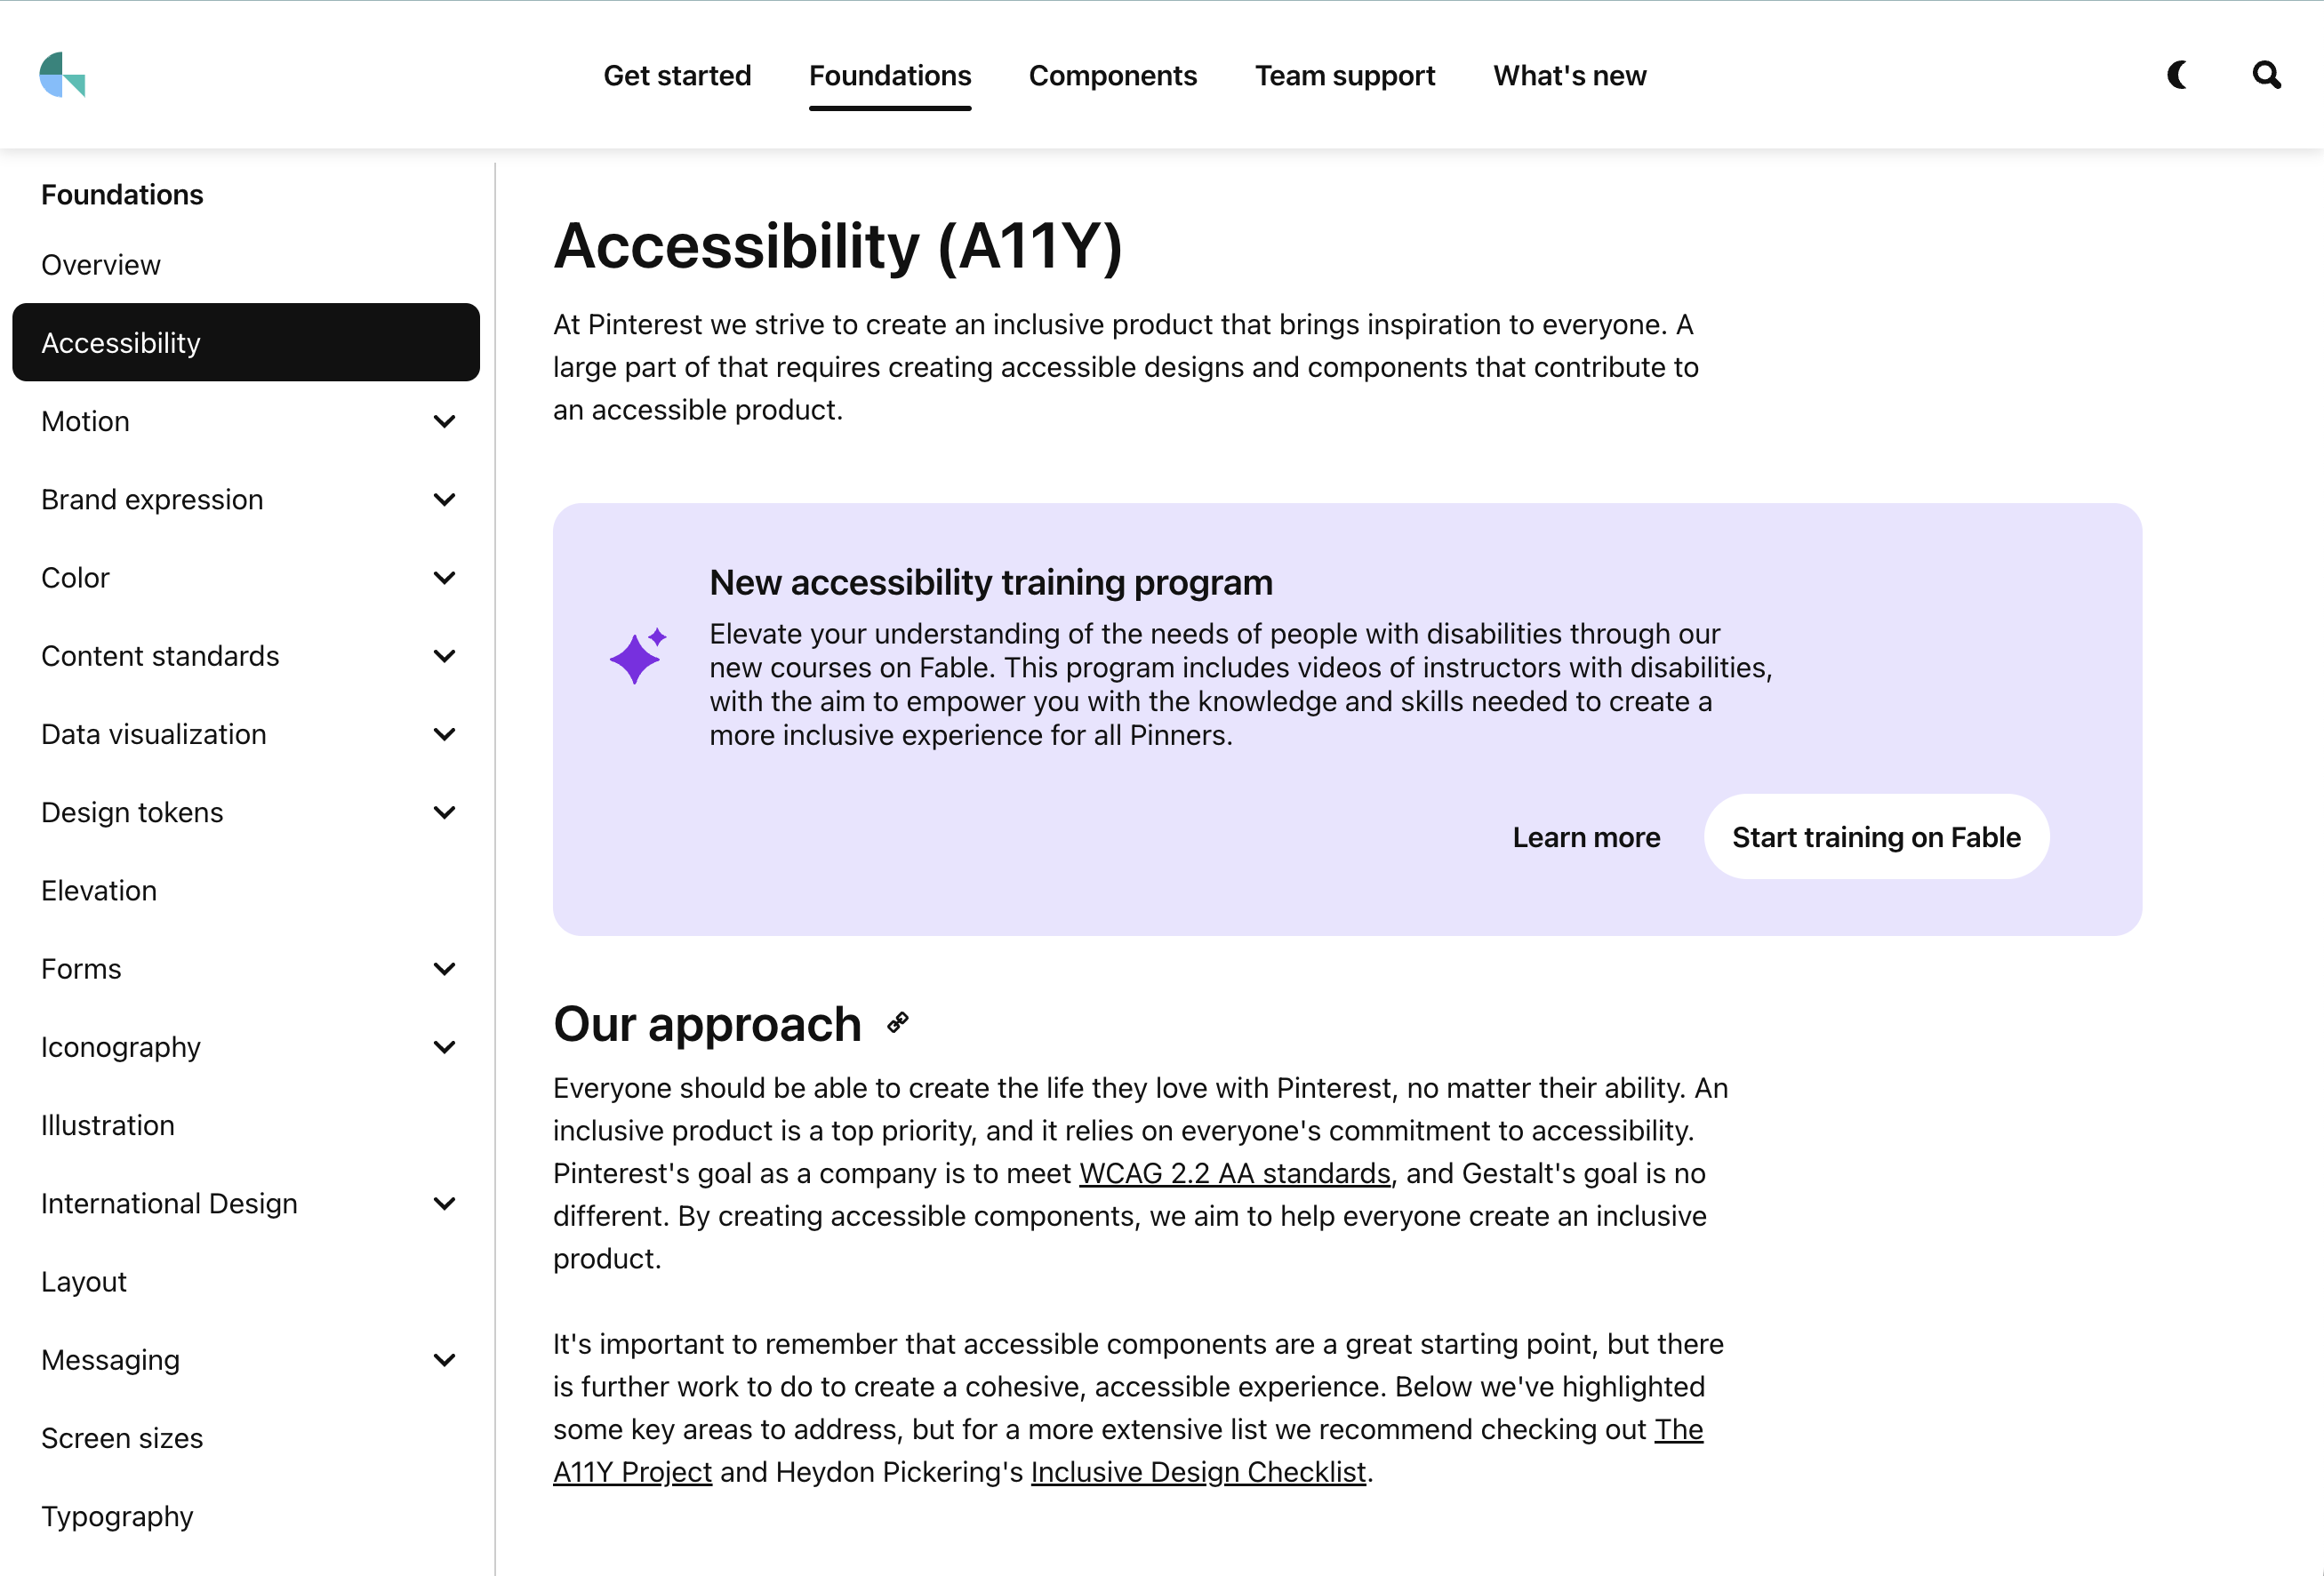 Get started
Foundations
Components
Team support
What's new
Foundations
Overview
Accessibility
Motion
Brand expression
Color
Content standards
Data visualization
Design tokens
Elevation
Forms
Iconography
Illustration
International Design
Layout
Messaging
Screen sizes
Typography
Accessibility (A11Y)
At Pinterest we strive to create an inclusive product that brings inspiration to everyone. A
large part of that requires creating accessible designs and components that contribute to
an accessible product.
New accessibility training program
Elevate your understanding of the needs of people with disabilities through our
new courses on Fable. This program includes videos of instructors with disabilities,
with the aim to empower you with the knowledge and skills needed to create a
more inclusive experience for all Pinners.
Learn more
Start training on Fable
Our approach
Everyone should be able to create the life they love with Pinterest, no matter their ability. An
inclusive product is a top priority, and it relies on everyone's commitment to accessibility.
Pinterest's goal as a company is to meet WCAG 2.2 AA standards, and Gestalt's goal is no
different. By creating accessible components, we aim to help everyone create an inclusive
product.
It's important to remember that accessible components are a great starting point, but there
is further work to do to create a cohesive, accessible experience. Below we've highlighted
some key areas to address, but for a more extensive list we recommend checking out The
A11Y Project and Heydon Pickering's Inclusive Design Checklist.